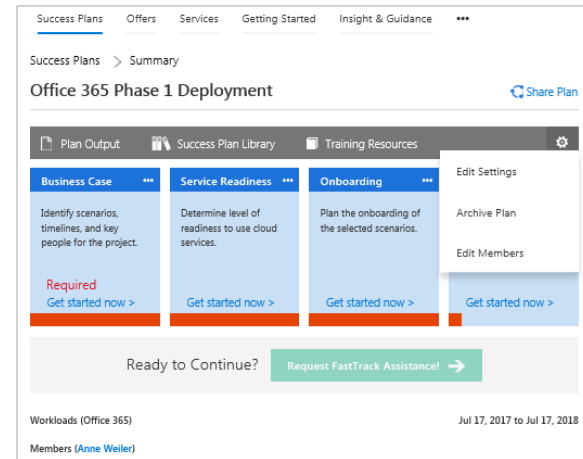 Success Plans Offers Services Getting Started Insight & Guidance •••
Success Plans > Summary
Office 365 Phase 1 Deployment
Share Plan
Plan Output Success Plan Library Training Resources
Edit Settings
Archive Plan
Edit Members
Business Case •••
Identify scenarios,
timelines, and key
people for the project.
Required
Get started now >
Service Readiness •••
Determine level of
readiness to use cloud
services.
Get started now >
Onboarding •••
Plan the onboarding of
the selected scenarios.
Get started now >
Get started now >
Ready to Continue? Request FastTrack Assistance!
Workloads (Office 365) Jul 17, 2017 to Jul 17, 2018
Members (Anne Weiler)